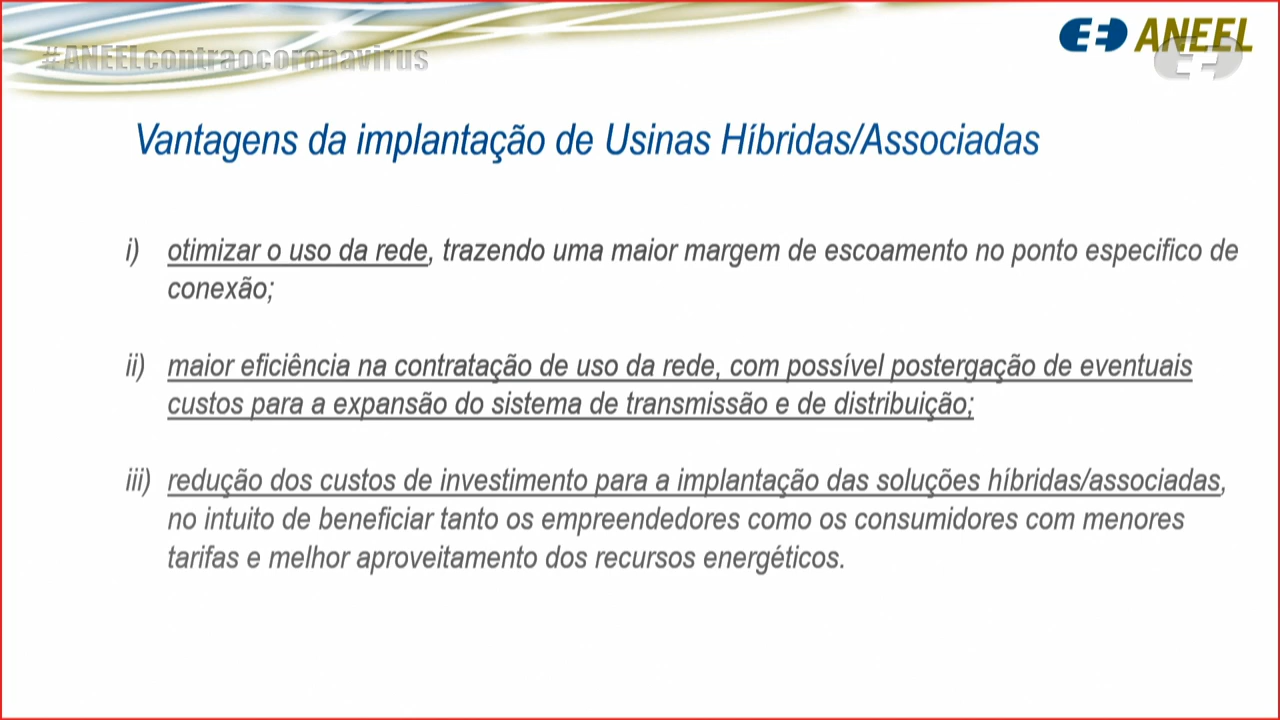 #ANEELcontraocoronavirus
ANEEL
Vantagens da implantação de Usinas Híbridas/Associadas
i) otimizar o uso da rede, trazendo uma maior margem de escoamento no ponto especifico de
conexão;
ii) maior eficiência na contratação de uso da rede, com possível postergação de eventuais
custos para a expansão do sistema de transmissão e de distribuição;
iii) redução dos custos de investimento para a implantação das soluções híbridas/associadas,
no intuito de beneficiar tanto os empreendedores como os consumidores com menores
tarifas e melhor aproveitamento dos recursos energéticos.